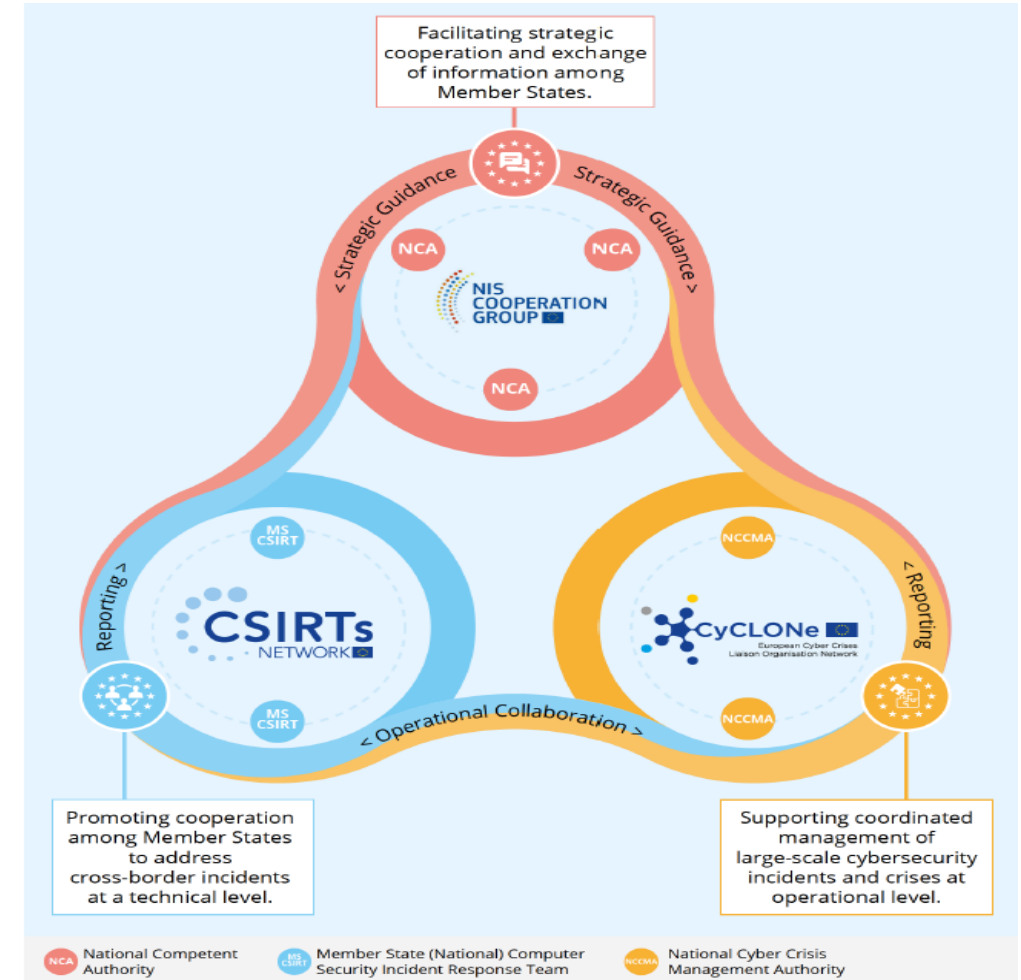 Facilitating strategic
cooperation and exchange
of information among
Member States.
< Strategic Guidance
Strategic Guidance >
NCA
NCA
NIS
COOPERATION
GROUP
NCA
MS
CSIRT
NCCMA
Reporting >
< Reporting
CSIRTs
NETWORK
CyCLONe
European Cyber Crises
Liaison Organisation Network
MS
CSIRT
NCCMA
< Operational Collaboration >
Promoting cooperation
among Member States
to address
cross-border incidents
at a technical level.
Supporting coordinated
management of
large-scale cybersecurity
incidents and crises at
operational level.
NCA
National Competent
Authority
MS
CSIRT
Member State (National) Computer
Security Incident Response Team
NCCMA
National Cyber Crisis
Management Authority